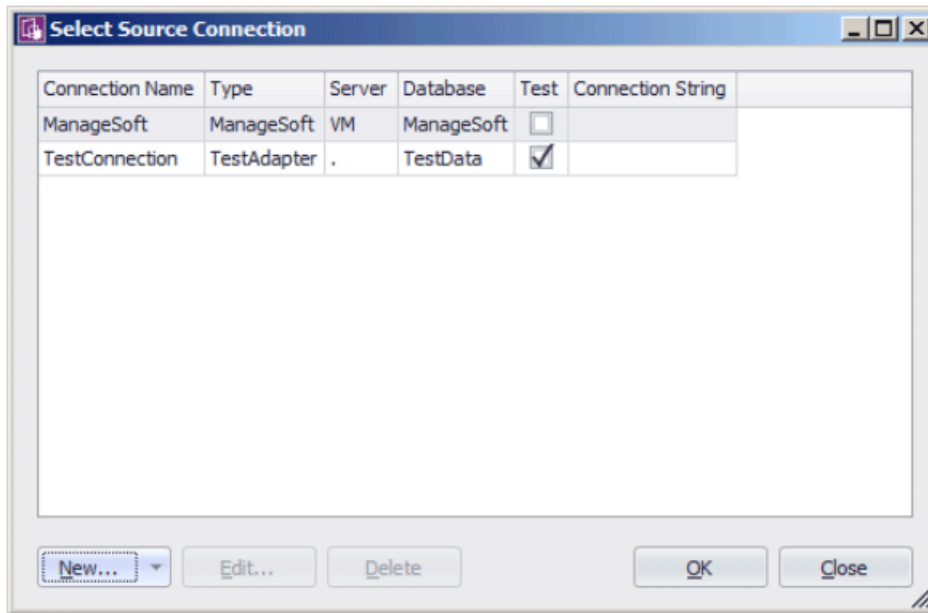 Select Source Connection
Connection Name Type Server Database Test Connection String
ManageSoft ManageSoft VM ManageSoft
TestConnection TestAdapter . TestData
New... Edit... Delete OK Close